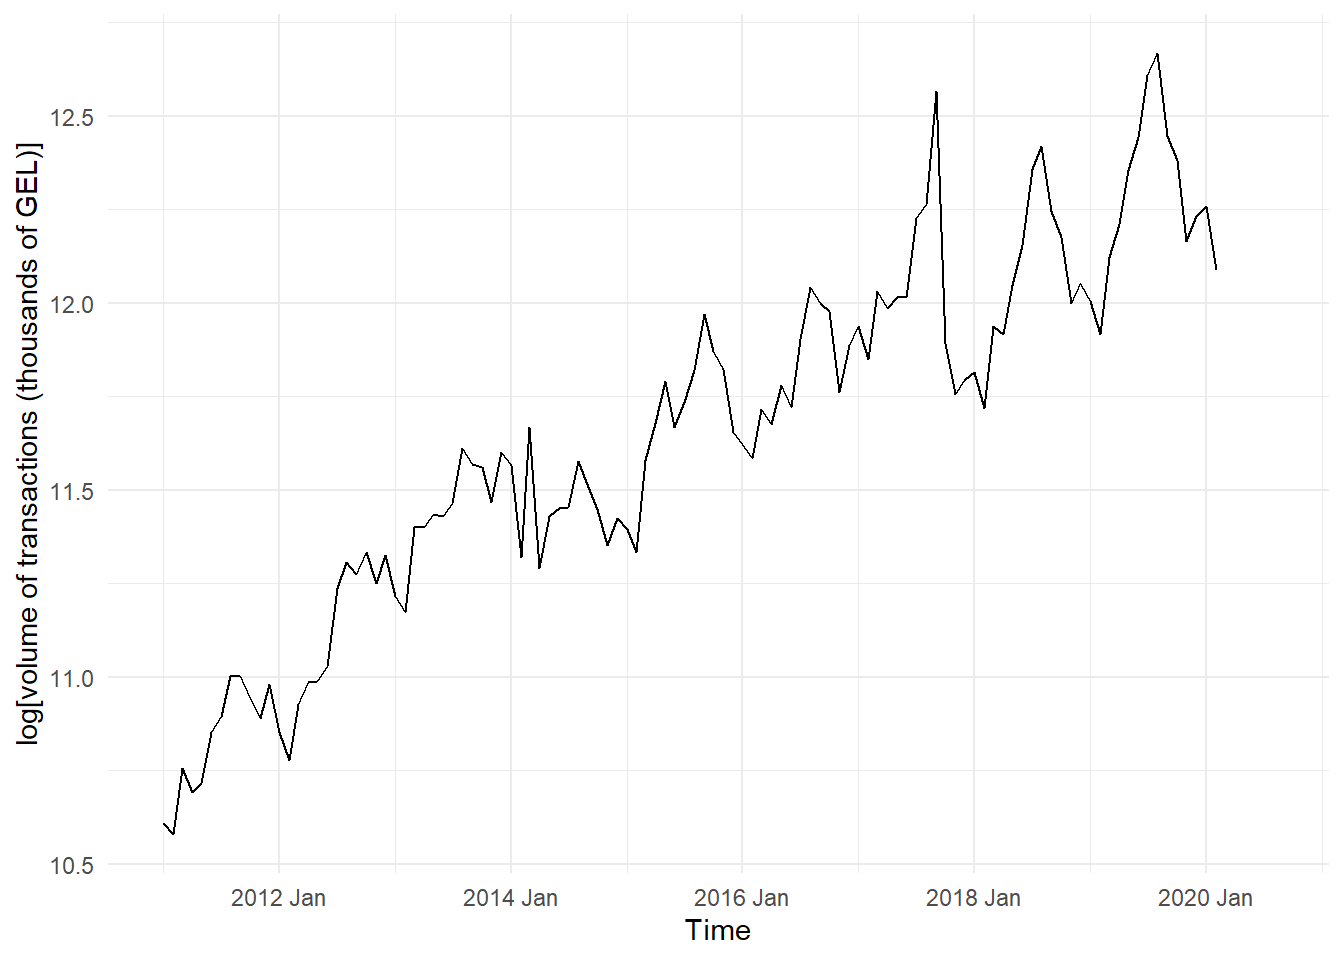 log[volume of transactions (thousands of GEL)]
12.5
12.0
11.5
11.0
10.5
2012 Jan
2014 Jan
2016 Jan
2018 Jan
2020 Jan
Time